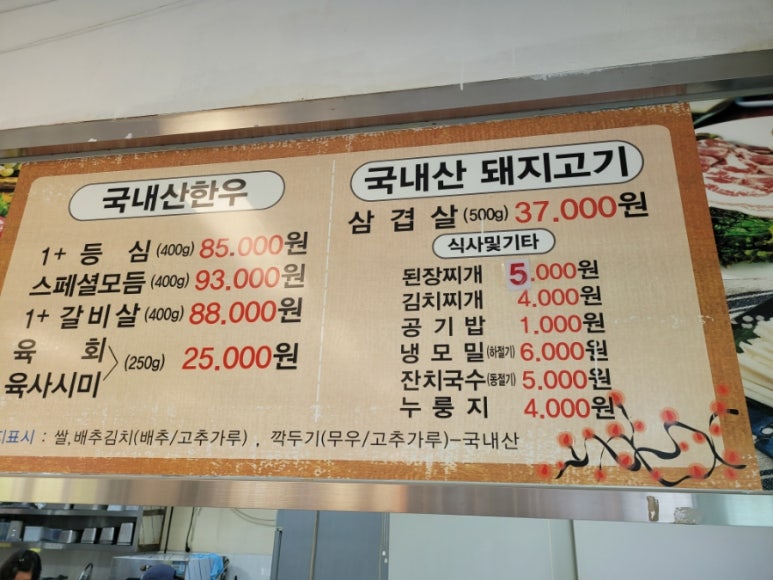 국내산한우
1+ 등 심 (400g) 85.000원
스페셜모듬 (400g) 93.000원
1+ 갈비살 (400g) 88.000원
육 회
육사시미
(250g) 25.000원
국내산 돼지고기
삼 겹 살 (500g) 37.000원
식사및기타
된장찌개 5.000원
김치찌개 4.000원
공 기 밥 1.000원
냉 모 밀 (하절기) 6.000원
잔치국수 (동절기) 5.000원
누 룽 지 4.000원
지표시 : 쌀,배추김치(배추/고추가루) , 깍두기(무우/고추가루)-국내산